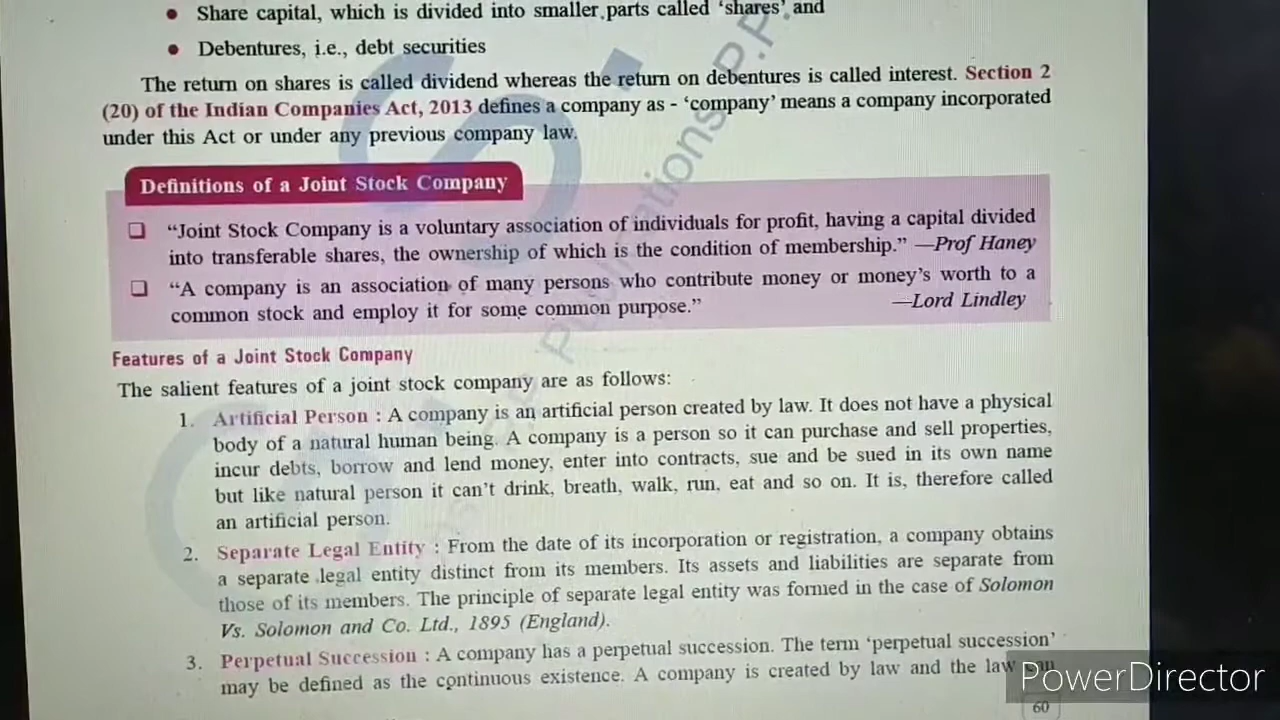 • Share capital, which is divided into smaller parts called ‘shares’ and
• Debentures, i.e., debt securities
The return on shares is called dividend whereas the return on debentures is called interest. Section 2
(20) of the Indian Companies Act, 2013 defines a company as - ‘company’ means a company incorporated
under this Act or under any previous company law.
Definitions of a Joint Stock Company
❑ “Joint Stock Company is a voluntary association of individuals for profit, having a capital divided
into transferable shares, the ownership of which is the condition of membership.” —Prof Haney
❑ “A company is an association of many persons who contribute money or money’s worth to a
common stock and employ it for some common purpose.” —Lord Lindley
Features of a Joint Stock Company
The salient features of a joint stock company are as follows:
1. Artificial Person : A company is an artificial person created by law. It does not have a physical
body of a natural human being. A company is a person so it can purchase and sell properties,
incur debts, borrow and lend money, enter into contracts, sue and be sued in its own name
but like natural person it can’t drink, breath, walk, run, eat and so on. It is, therefore called
an artificial person.
2. Separate Legal Entity : From the date of its incorporation or registration, a company obtains
a separate legal entity distinct from its members. Its assets and liabilities are separate from
those of its members. The principle of separate legal entity was formed in the case of Solomon
Vs. Solomon and Co. Ltd., 1895 (England).
3. Perpetual Succession : A company has a perpetual succession. The term ‘perpetual succession’
may be defined as the continuous existence. A company is created by law and the law
PowerDirector
60